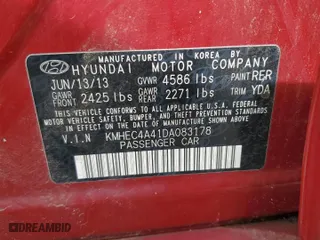 MANUFACTURED IN KOREA BY
HYUNDAI MOTOR COMPANY
JUN/13/13 GVWR 4586 lbs PAINT RER
GAWR FRONT 2425 lbs GAWR REAR 2271 lbs TRIM YDA
THIS VEHICLE CONFORMS TO ALL APPLICABLE U.S.
FEDERAL MOTOR VEHICLE SAFETY, BUMPER, AND
THEFT PREVENTION STANDARDS IN EFFECT ON THE
DATE OF MANUFACTURE SHOWN ABOVE.
V.I.N KMHEC4A41DA083178
PASSENGER CAR
DREAMBID